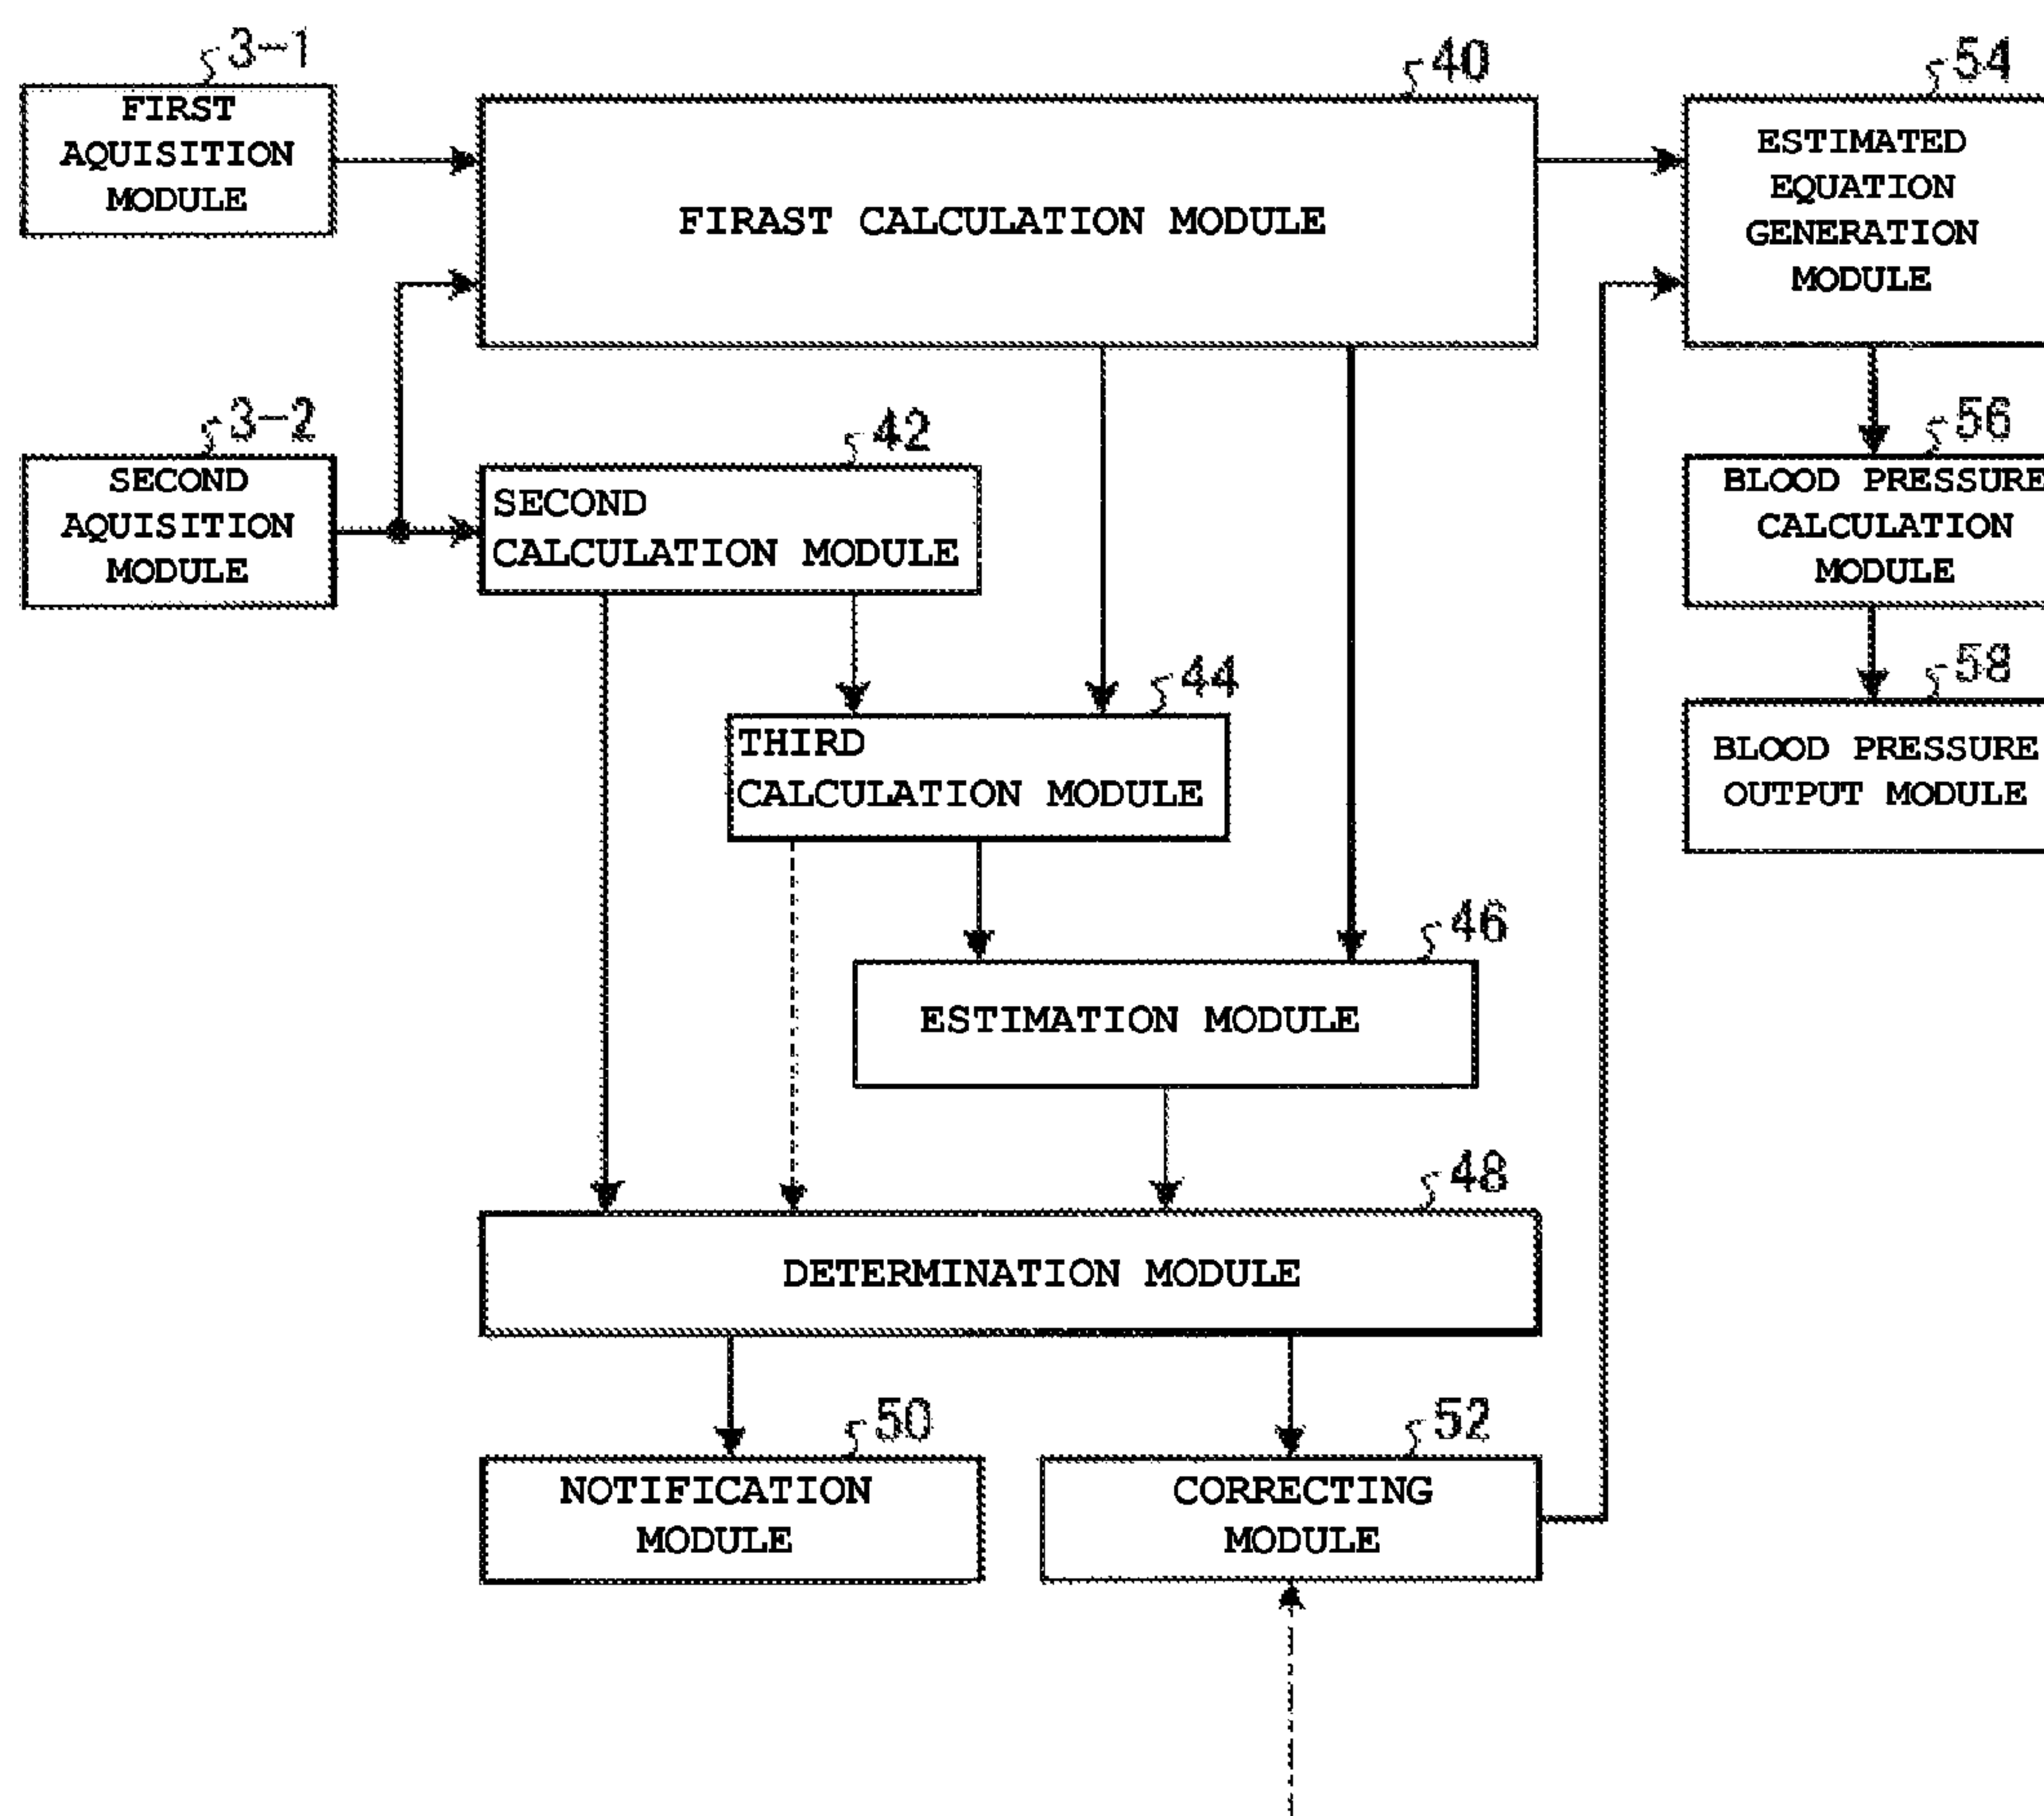 3-1
FIRST
AQUISITION
MODULE
40
FIRAST CALCULATION MODULE
54
ESTIMATED
EQUATION
GENERATION
MODULE
3-2
SECOND
AQUISITION
MODULE
42
SECOND
CALCULATION MODULE
56
BLOOD PRESSURE
CALCULATION
MODULE
44
THIRD
CALCULATION MODULE
58
BLOOD PRESSURE
OUTPUT MODULE
46
ESTIMATION MODULE
48
DETERMINATION MODULE
50
NOTIFICATION
MODULE
52
CORRECTING
MODULE